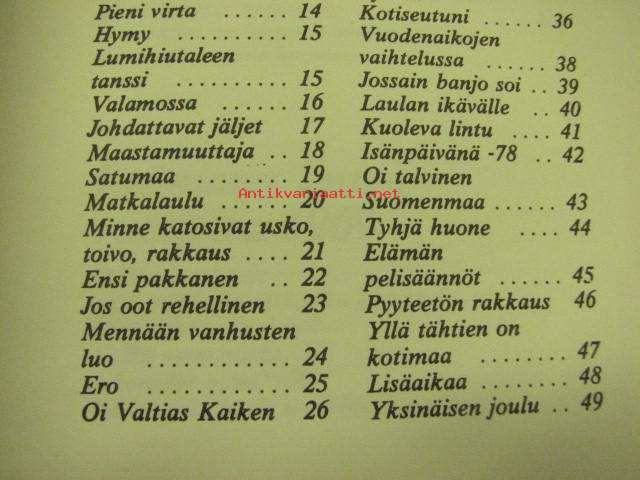 Pieni virta ...... 14
Hymy ........ 15
Lumihiutaleen
tanssi ........ 15
Valamossa ...... 16
Johdattavat jäljet 17
Maastamuuttaja .. 18
Satumaa ....... 19
Matkalaulu ...... 20
Minne katosivat usko,
toivo, rakkaus .... 21
Ensi pakkanen .. 22
Jos oot rehellinen 23
Mennään vanhusten
luo .......... 24
Ero .......... 25
Oi Valtias Kaiken 26
Kotiseutuni ..... 36
Vuodenaikojen
vaihtelussa ...... 38
Jossain banjo soi .. 39
Laulan ikävälle .. 40
Kuoleva lintu .... 41
Isänpäivänä -78 .. 42
Oi talvinen
Suomenmaa ..... 43
Tyhjä huone .... 44
Elämän
pelisäännöt ..... 45
Pyyteetön rakkaus 46
Yllä tähtien on
kotimaa ........ 47
Lisäaikaa ........ 48
Yksinäisen joulu .. 49
Antikvariaatti.net